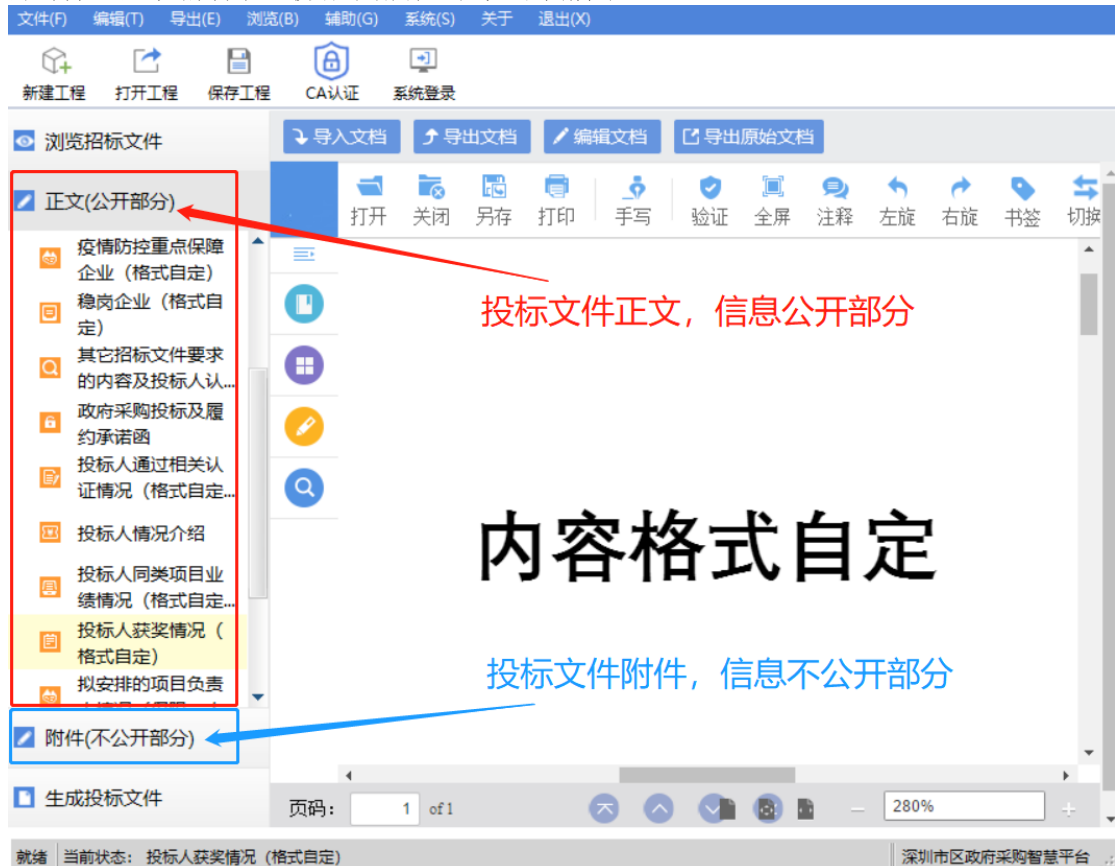 文件(F) 编辑(T) 导出(E) 浏览(B) 辅助(G) 系统(S) 关于 退出(X)
新建工程 打开工程 保存工程 CA认证 系统登录
浏览招标文件
导入文档 导出文档 编辑文档 导出原始文档
正文(公开部分)
打开 关闭 另存 打印 手写 验证 全屏 注释 左旋 右旋 书签 切换
疫情防控重点保障
企业（格式自定）
稳岗企业（格式自
定）
其它招标文件要求
的内容及投标人认...
政府采购投标及履
约承诺函
投标人通过相关认
证情况（格式自定...
投标人情况介绍
投标人同类项目业
绩情况（格式自定...
投标人获奖情况（
格式自定）
拟安排的项目负责
投标文件正文，信息公开部分
内容格式自定
投标文件附件，信息不公开部分
附件(不公开部分)
生成投标文件
页码： 1 of 1 280%
就绪 当前状态： 投标人获奖情况（格式自定） 深圳市区政府采购智慧平台